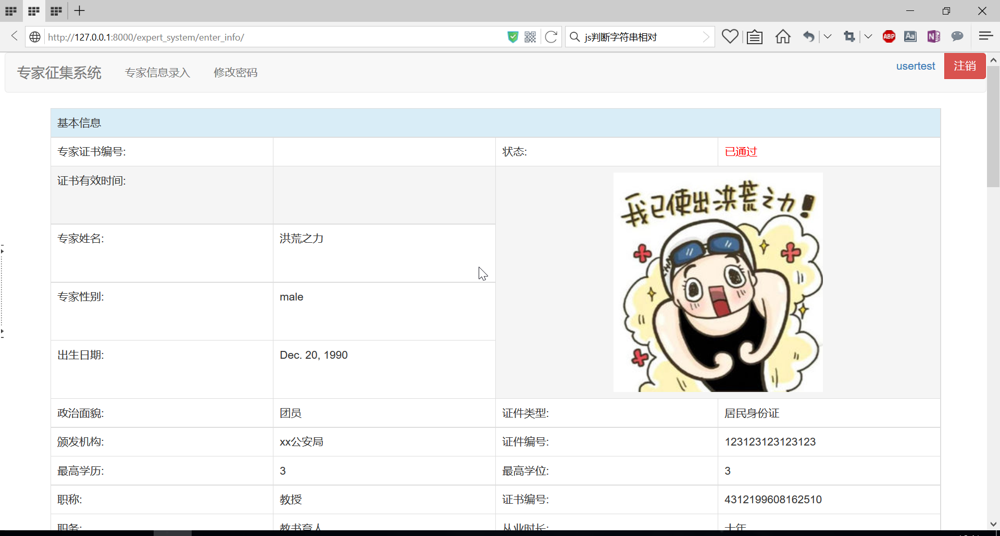 http://127.0.0.1:8000/expert_system/enter_info/
js判断字符串相对
ABP
Aa
N
专家征集系统 专家信息录入 修改密码 usertest 注销
基本信息
专家证书编号: 状态: 已通过
证书有效时间:
我已使出洪荒之力!
专家姓名: 洪荒之力
专家性别: male
出生日期: Dec. 20, 1990
政治面貌: 团员 证件类型: 居民身份证
颁发机构: xx公安局 证件编号: 123123123123123
最高学历: 3 最高学位: 3
职称: 教授 证书编号: 4312199608162510
职务: 教书育人 从业时长: 十年